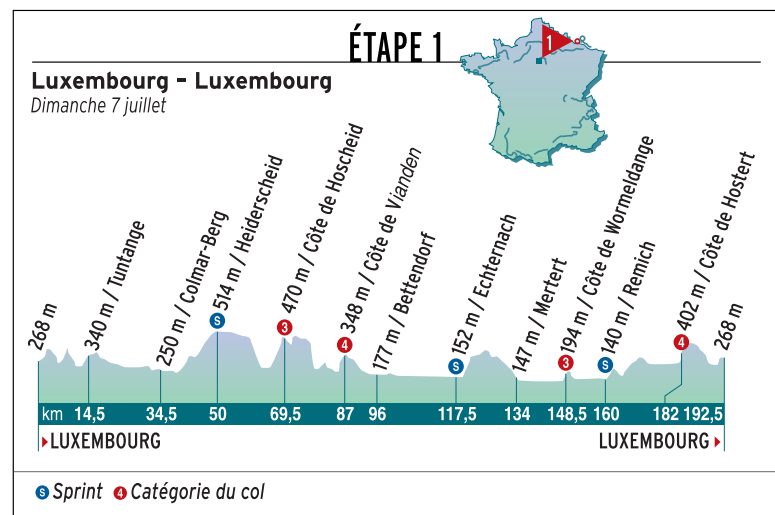 ÉTAPE 1
1
Luxembourg – Luxembourg
Dimanche 7 juillet
268 m
340 m / Tuntange
250 m / Colmar-Berg
514 m / Heiderscheid
470 m / Côte de Hoscheid
348 m / Côte de Vianden
177 m / Bettendorf
152 m / Echternach
147 m / Mertert
194 m / Côte de Wormeldange
140 m / Remich
402 m / Côte de Hostert
268 m
S
3
4
S
3
S
4
km 14,5 34,5 50 69,5 87 96 117,5 134 148,5 160 182 192,5
LUXEMBOURG LUXEMBOURG
S Sprint 4 Catégorie du col